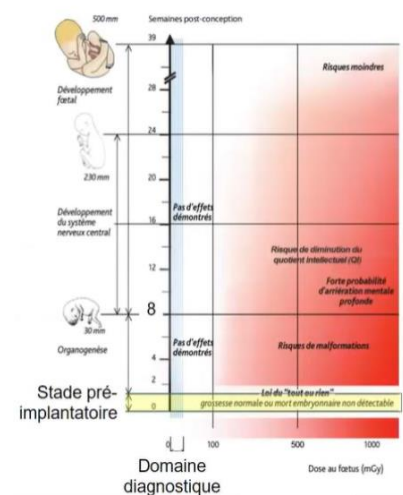 500 mm
Semaines post-conception
39
Risques moindres
28
Développement
fœtal
24
230 mm
20
Pas d'effets
démontrés
Développement
du système
nerveux central
16
Risque de diminution du
quotient intellectuel (QI)
12
Forte probabilité
d'arriération mentale
profonde
8
30 mm
Pas d'effets
démontrés
Risques de malformations
Organogenèse
4
2
Stade pré-
implantatoire
Loi du "tout ou rien"
grossesse normale ou mort embryonnaire non détectable
0
0
100
500
1000
Domaine
diagnostique
Dose au fœtus (mGy)